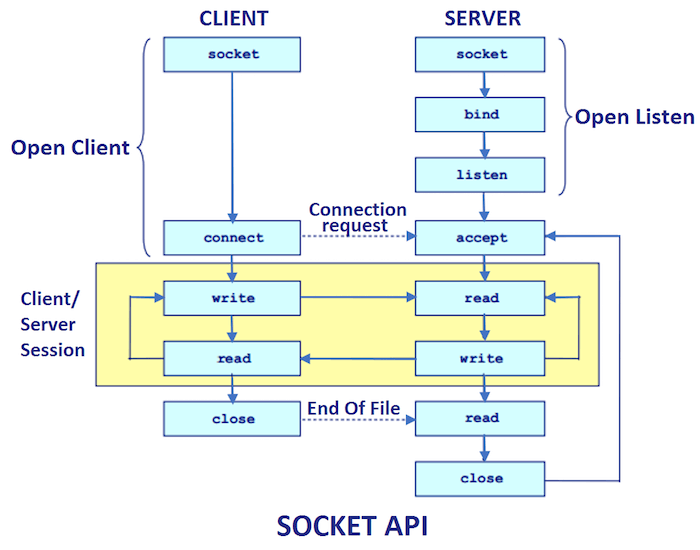 CLIENT
SERVER
socket
socket
bind
Open Client
Open Listen
listen
Connection
request
connect
accept
Client/
Server
Session
write
read
read
write
End Of File
close
read
close
SOCKET API